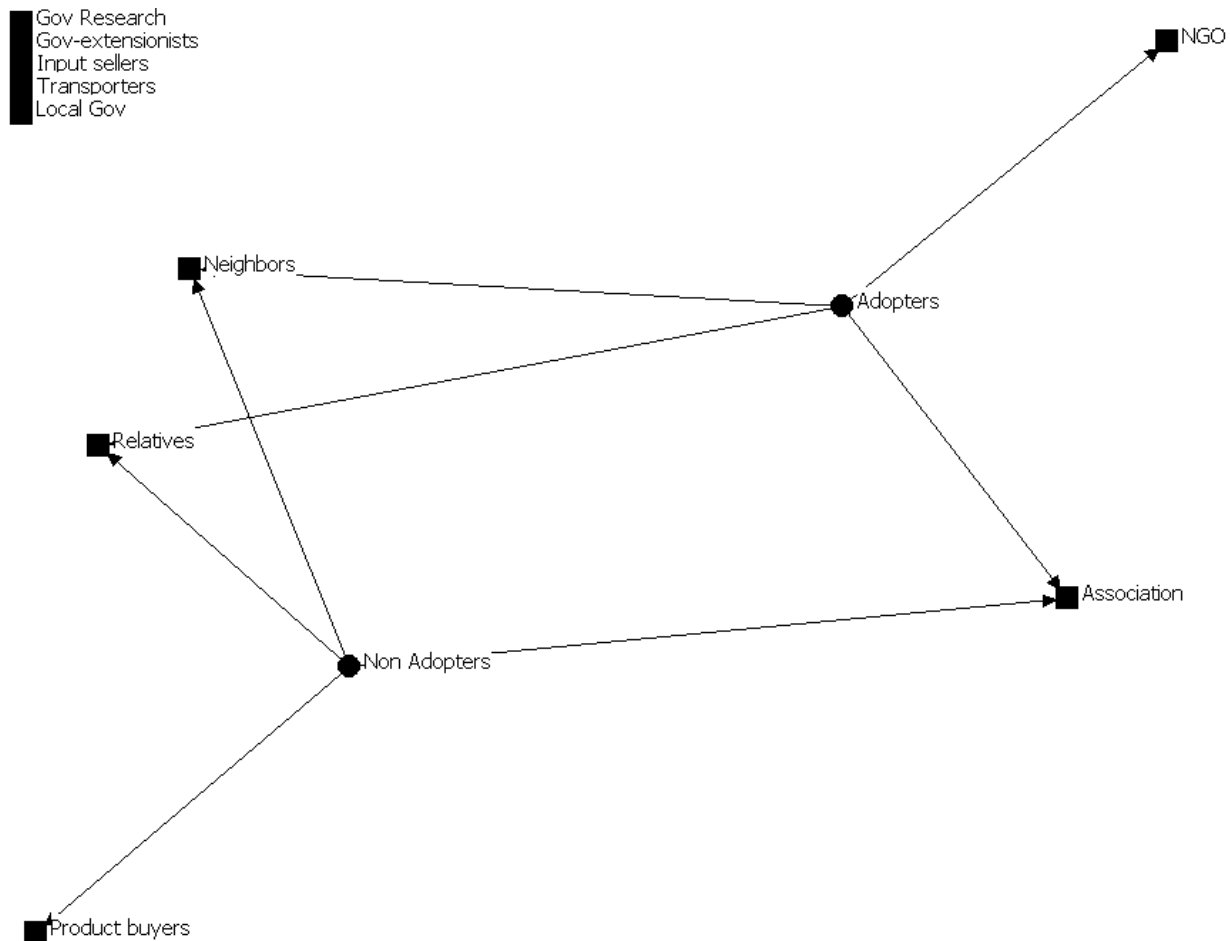 Gov Research
Gov-extensionists
Input sellers
Transporters
Local Gov
NGO
Neighbors
Adopters
Relatives
Association
Non Adopters
Product buyers